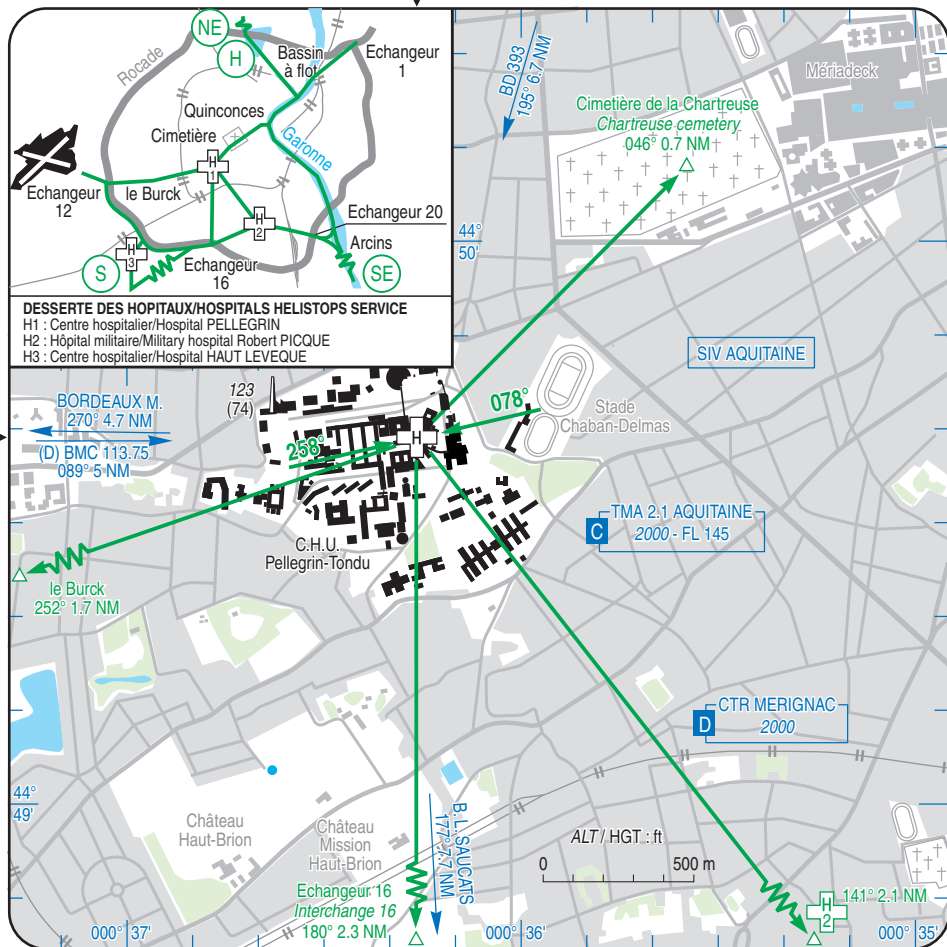 NE
H
Rocade
Bassin
à flot
Echangeur
1
Quinconces
Cimetière
Garonne
H
1
Echangeur
12
le Burck
H
2
Echangeur 20
H
3
S
Echangeur
16
Arcins
SE
DESSERTE DES HOPITAUX/HOSPITALS HELISTOPS SERVICE
H1 : Centre hospitalier/Hospital PELLEGRIN
H2 : Hôpital militaire/Military hospital Robert PICQUE
H3 : Centre hospitalier/Hospital HAUT LEVEQUE
BD 393
195° 6.7 NM
Mériadeck
Cimetière de la Chartreuse
Chartreuse cemetery
046° 0.7 NM
44°
50'
SIV AQUITAINE
123
(74)
BORDEAUX M.
270° 4.7 NM
(D) BMC 113.75
089° 5 NM
078°
Stade
Chaban-Delmas
258°
H
C.H.U.
Pellegrin-Tondu
C
TMA 2.1 AQUITAINE
2000 - FL 145
le Burck
252° 1.7 NM
D
CTR MERIGNAC
2000
44°
49'
Château
Haut-Brion
Château
Mission
Haut-Brion
B. L. SAUCATS
177° 7.7 NM
ALT / HGT : ft
0 500 m
Echangeur 16
Interchange 16
180° 2.3 NM
H
2
141° 2.1 NM
000° 37'
000° 36'
000° 35'